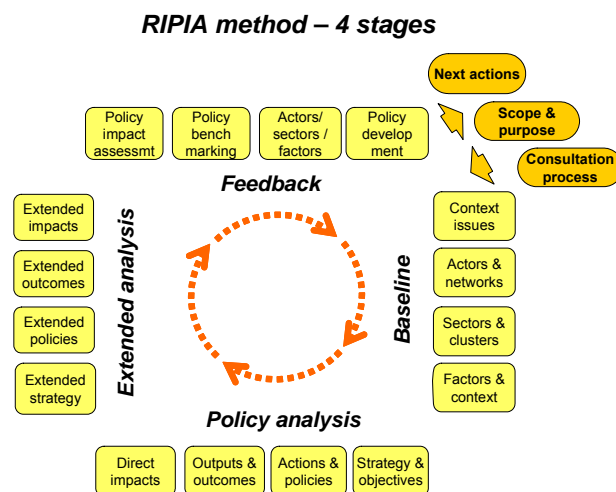 RIPIA method – 4 stages
Next actions
Scope &
purpose
Consultation
process
Policy
impact
assessmt
Policy
bench
marking
Actors/
sectors /
factors
Policy
develop
ment
Feedback
Context
issues
Actors &
networks
Sectors &
clusters
Factors &
context
Baseline
Policy analysis
Strategy &
objectives
Actions &
policies
Outputs &
outcomes
Direct
impacts
Extended analysis
Extended
strategy
Extended
policies
Extended
outcomes
Extended
impacts